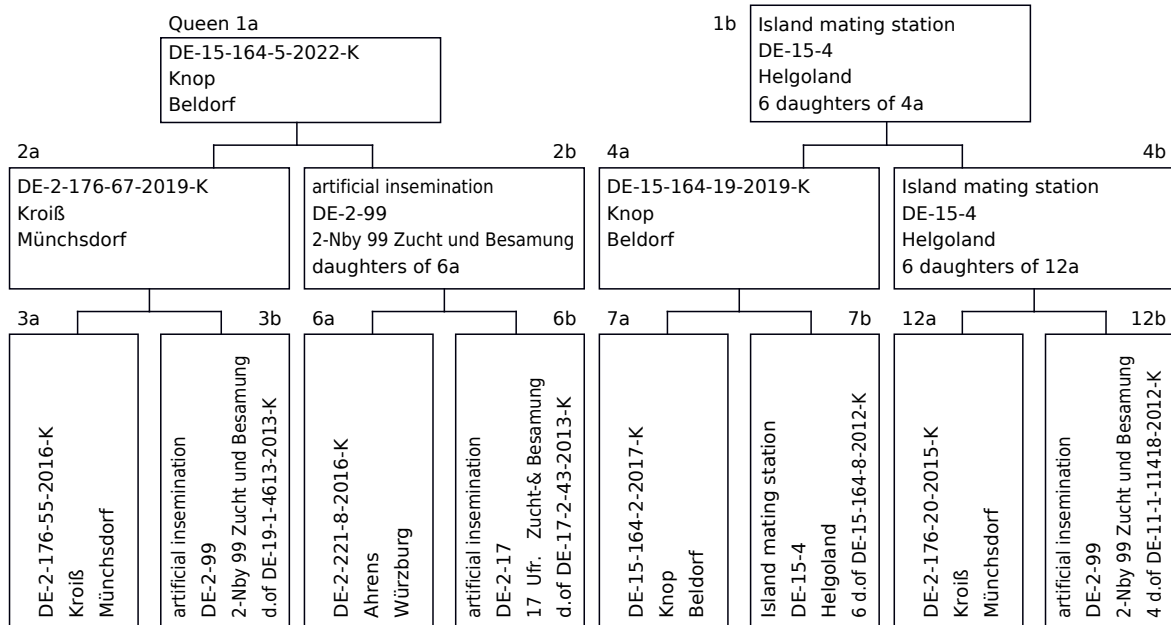 Queen 1a
DE-15-164-5-2022-K
Knop
Beldorf
1b
Island mating station
DE-15-4
Helgoland
6 daughters of 4a
2a
DE-2-176-67-2019-K
Kroiß
Münchsdorf
2b
artificial insemination
DE-2-99
2-Nby 99 Zucht und Besamung
daughters of 6a
4a
DE-15-164-19-2019-K
Knop
Beldorf
4b
Island mating station
DE-15-4
Helgoland
6 daughters of 12a
3a
DE-2-176-55-2016-K
Kroiß
Münchsdorf
3b
artificial insemination
DE-2-99
2-Nby 99 Zucht und Besamung
d.of DE-19-1-4613-2013-K
6a
DE-2-221-8-2016-K
Ahrens
Würzburg
6b
artificial insemination
DE-2-17
17 Ufr. Zucht-& Besamung
d.of DE-17-2-43-2013-K
7a
DE-15-164-2-2017-K
Knop
Beldorf
7b
Island mating station
DE-15-4
Helgoland
6 d.of DE-15-164-8-2012-K
12a
DE-2-176-20-2015-K
Kroiß
Münchsdorf
12b
artificial insemination
DE-2-99
2-Nby 99 Zucht und Besamung
4 d.of DE-11-1-11418-2012-K